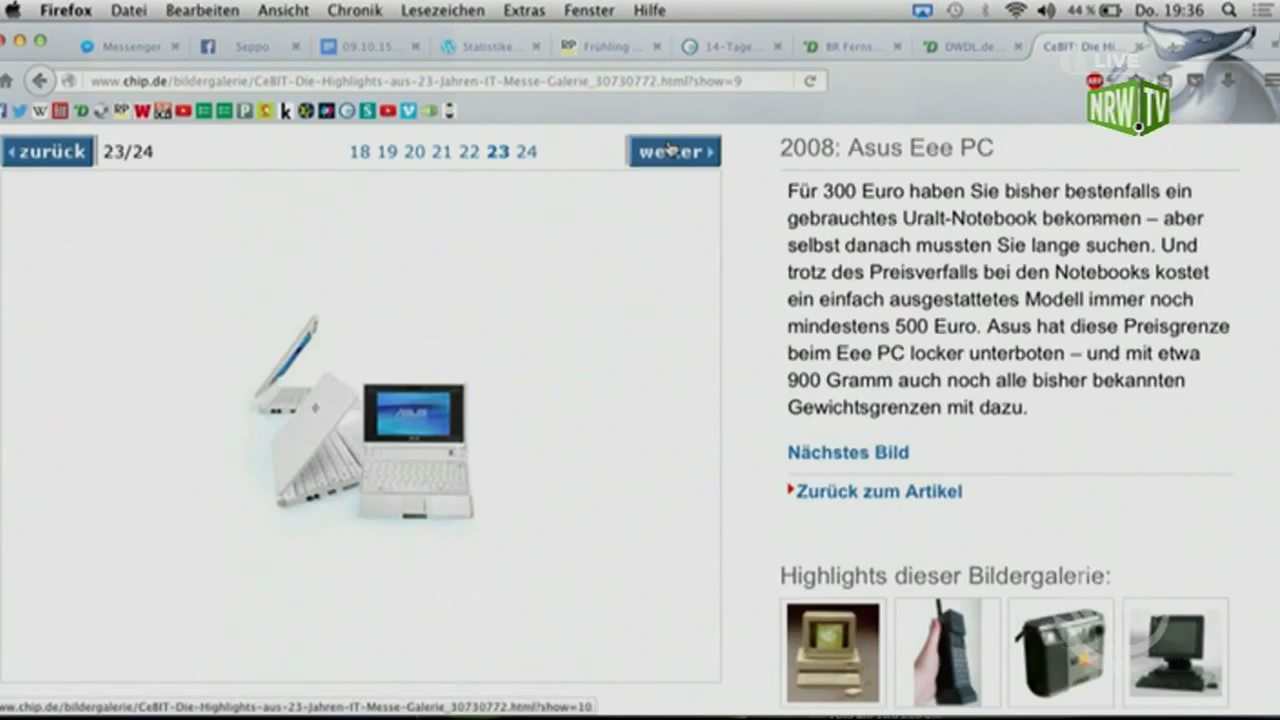 Firefox Datei Bearbeiten Ansicht Chronik Lesezeichen Extras Fenster Hilfe 44 % Do. 19:36
Messenger Seppo 09.10.15... Statistike... RP Frühling 14-Tage... BR Ferns... DWDL.de... CeBIT: Die Hi...
LIVE
www.chip.de/bildergalerie/CeBIT-Die-Highlights-aus-23-Jahren-IT-Messe-Galerie_30730772.html?show=9
NRW.TV
zurück 23/24 18 19 20 21 22 23 24 weiter
2008: Asus Eee PC
Für 300 Euro haben Sie bisher bestenfalls ein
gebrauchtes Uralt-Notebook bekommen – aber
selbst danach mussten Sie lange suchen. Und
trotz des Preisverfalls bei den Notebooks kostet
ein einfach ausgestattetes Modell immer noch
mindestens 500 Euro. Asus hat diese Preisgrenze
beim Eee PC locker unterboten – und mit etwa
900 Gramm auch noch alle bisher bekannten
Gewichtsgrenzen mit dazu.
ASUS
Nächstes Bild
Zurück zum Artikel
Highlights dieser Bildergalerie:
w.chip.de/bildergalerie/CeBIT-Die-Highlights-aus-23-Jahren-IT-Messe-Galerie_30730772.html?show=10